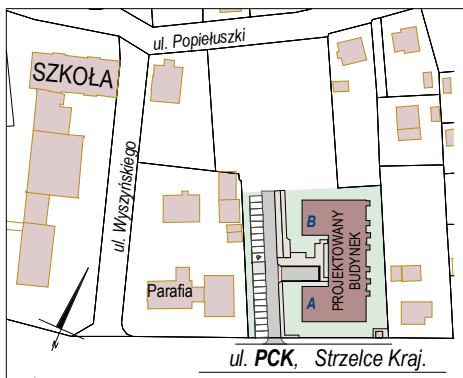 ul. Popiełuszki
SZKOŁA
ul. Wyszyńskiego
B
PROJEKTOWANY
BUDYNEK
Parafia
A
N
ul. PCK, Strzelce Kraj.